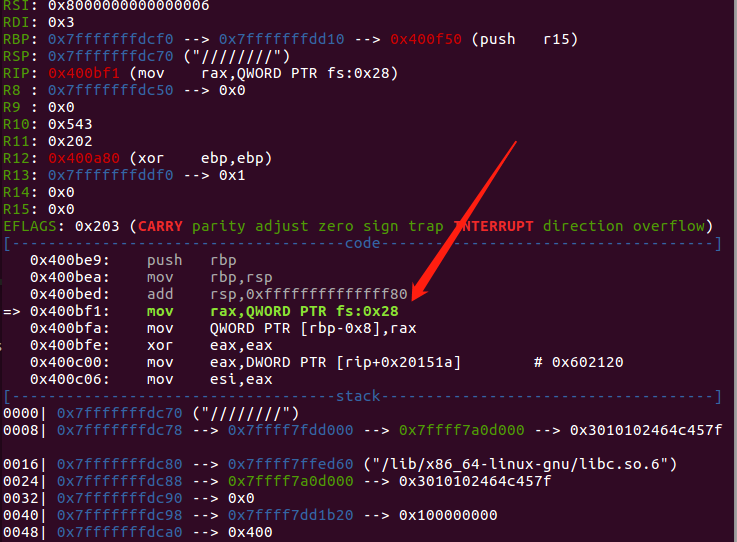 RSI: 0x8000000000000006
RDI: 0x3
RBP: 0x7fffffffdcf0 --> 0x7fffffffdd10 --> 0x400f50 (push   r15)
RSP: 0x7fffffffdc70 ("////////")
RIP: 0x400bf1 (mov    rax,QWORD PTR fs:0x28)
R8 : 0x7fffffffdc50 --> 0x0
R9 : 0x0
R10: 0x543
R11: 0x202
R12: 0x400a80 (xor    ebp,ebp)
R13: 0x7fffffffddf0 --> 0x1
R14: 0x0
R15: 0x0
EFLAGS: 0x203 (CARRY parity adjust zero sign trap INTERRUPT direction overflow)
[-------------------------------------code-------------------------------------]
   0x400be9:    push   rbp
   0x400bea:    mov    rbp,rsp
   0x400bed:    add    rsp,0xffffffffffffff80
=> 0x400bf1:    mov    rax,QWORD PTR fs:0x28
   0x400bfa:    mov    QWORD PTR [rbp-0x8],rax
   0x400bfe:    xor    eax,eax
   0x400c00:    mov    eax,DWORD PTR [rip+0x20151a]        # 0x602120
   0x400c06:    mov    esi,eax
[------------------------------------stack-------------------------------------]
0000| 0x7fffffffdc70 ("////////")
0008| 0x7fffffffdc78 --> 0x7ffff7fdd000 --> 0x7ffff7a0d000 --> 0x3010102464c457f
0016| 0x7fffffffdc80 --> 0x7ffff7ffed60 ("/lib/x86_64-linux-gnu/libc.so.6")
0024| 0x7fffffffdc88 --> 0x7ffff7a0d000 --> 0x3010102464c457f
0032| 0x7fffffffdc90 --> 0x0
0040| 0x7fffffffdc98 --> 0x7ffff7dd1b20 --> 0x100000000
0048| 0x7fffffffdca0 --> 0x400